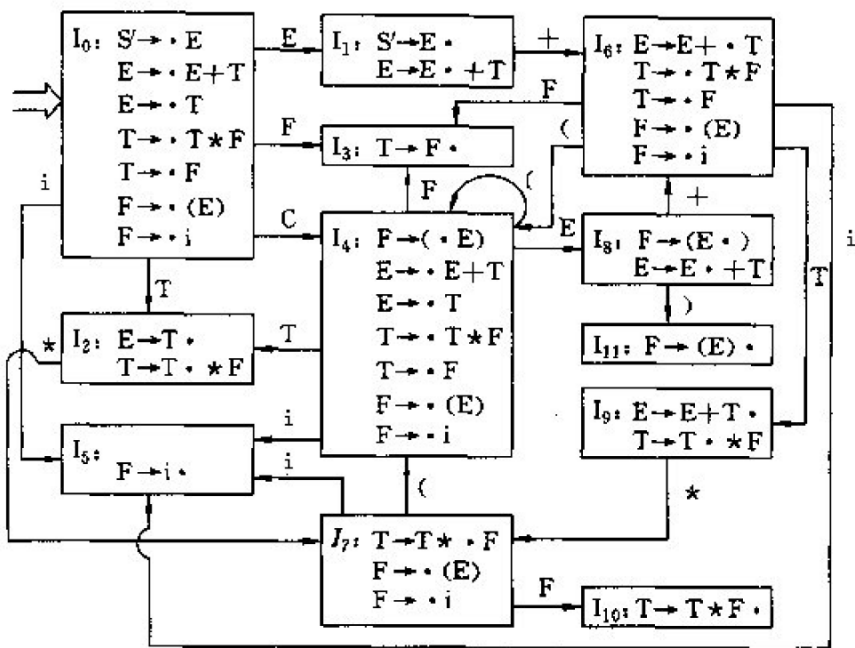 I₀: S′→·E
E→·E+T
E→·T
T→·T*F
T→·F
F→·(E)
F→·i
E
I₁: S′→E·
E→E·+T
+
I₆: E→E+·T
T→·T*F
T→·F
F→·(E)
F→·i
F
F
(
I₃: T→F·
i
F
(
C
I₄: F→(·E)
E→·E+T
E→·T
T→·T*F
T→·F
F→·(E)
F→·i
+
E
I₈: F→(E·)
E→E·+T
i
T
T
)
*
I₂: E→T·
T→T·*F
T
I₁₁: F→(E)·
I₉: E→E+T·
T→T·*F
i
I₅:
F→i·
i
(
*
I₇: T→T*·F
F→·(E)
F→·i
F
I₁₀: T→T*F·